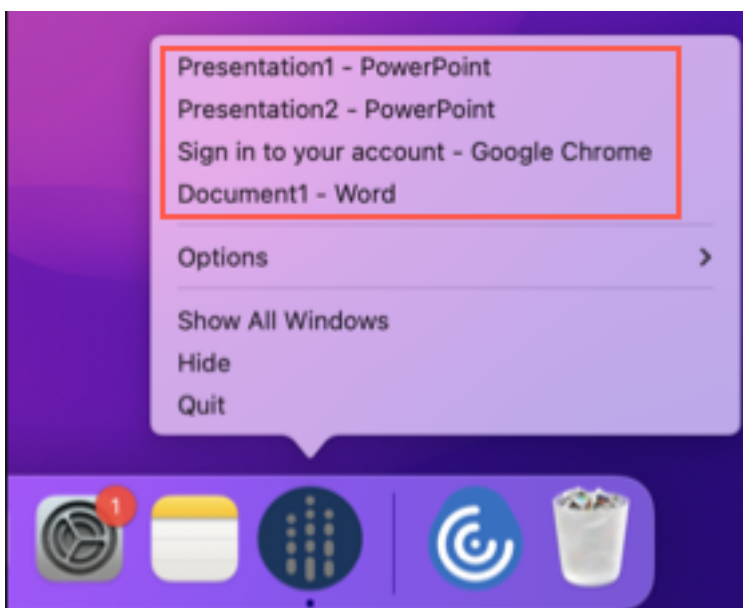 Presentation1 - PowerPoint
Presentation2 - PowerPoint
Sign in to your account - Google Chrome
Document1 - Word
Options
Show All Windows
Hide
Quit
1